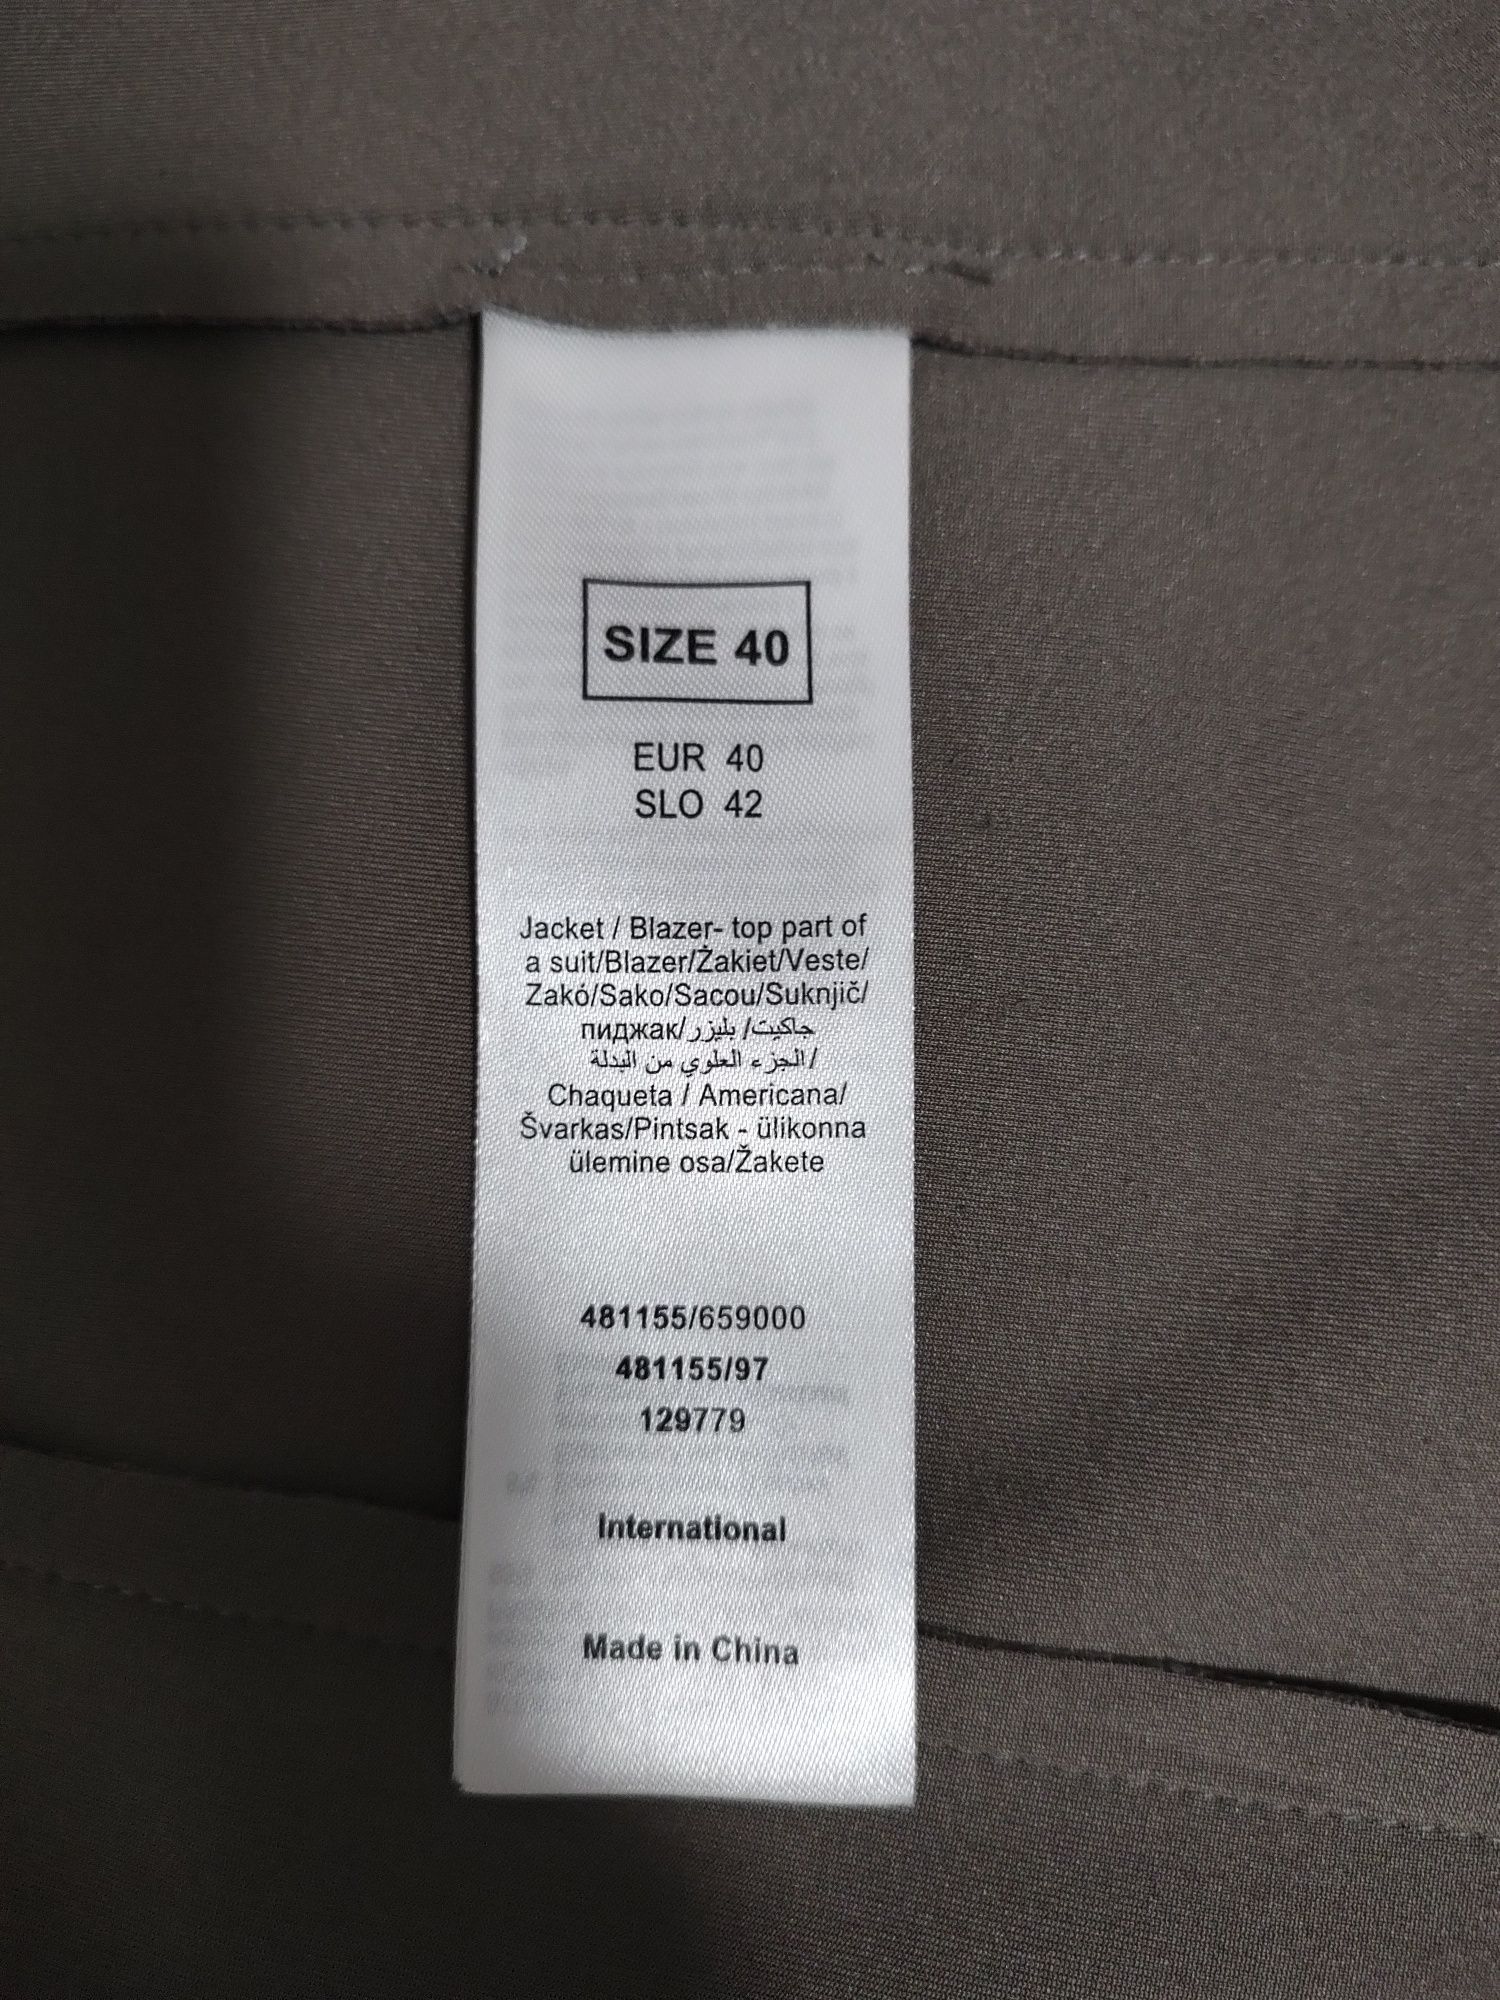 SIZE 40
EUR 40
SLO 42
Jacket / Blazer- top part of
a suit/Blazer/Żakiet/Veste/
Zakó/Sako/Sacou/Suknjič/
пиджак/جاكيت/ بليزر
/الجزء العلوي من البدلة
Chaqueta / Americana/
Švarkas/Pintsak - ülikonna
ülemine osa/Žakete
481155/659000
481155/97
129779
International
Made in China